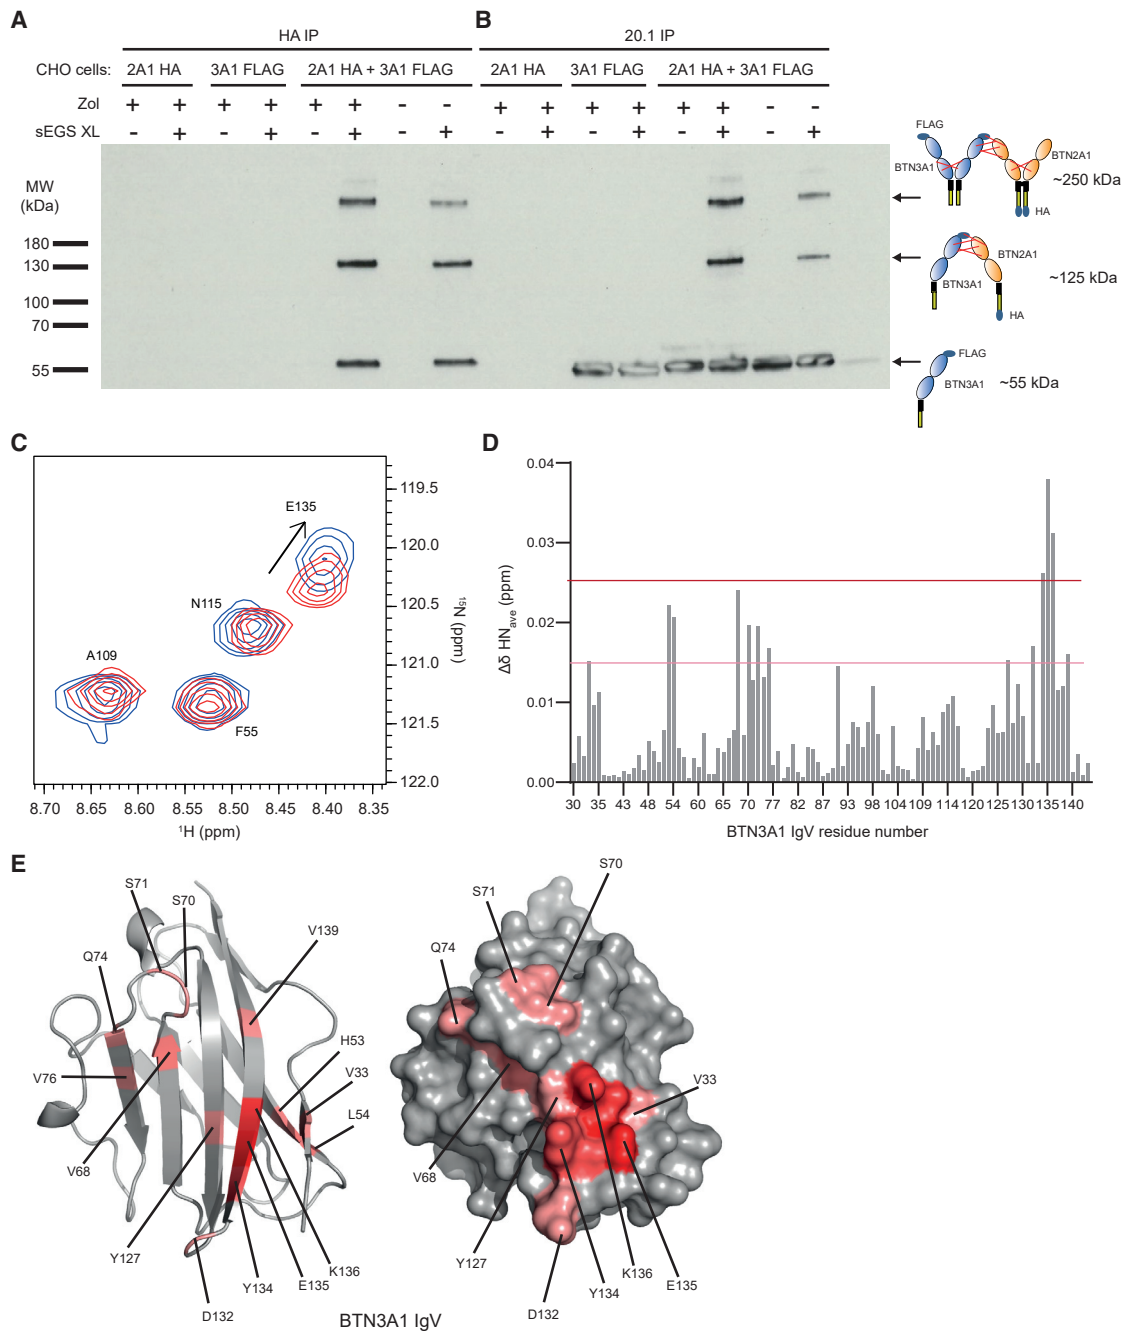 A
B
HA IP
20.1 IP
CHO cells:
2A1 HA
3A1 FLAG
2A1 HA + 3A1 FLAG
2A1 HA
3A1 FLAG
2A1 HA + 3A1 FLAG
Zol
+ + + + + + - - + + + + + + - -
sEGS XL
- + - + - + - + - + - + - + - +
MW
(kDa)
180
130
100
70
55
FLAG
BTN3A1
BTN2A1
~250 kDa
HA
BTN2A1
BTN3A1
~125 kDa
HA
FLAG
BTN3A1
~55 kDa
C
E135
N115
A109
F55
119.5
120.0
120.5
121.0
121.5
122.0
¹⁵N (ppm)
8.70 8.65 8.60 8.55 8.50 8.45 8.40 8.35
¹H (ppm)
D
0.04
0.03
0.02
0.01
0.00
Δδ HNave (ppm)
30 35 43 48 54 60 65 70 77 82 87 93 98 104 109 114 120 125 130 135 140
BTN3A1 IgV residue number
E
S71
S70
Q74
V139
H53
V33
L54
V76
V68
Y127
D132
Y134
E135
K136
S70
S71
Q74
V33
V68
Y127
D132
Y134
K136
E135
BTN3A1 IgV